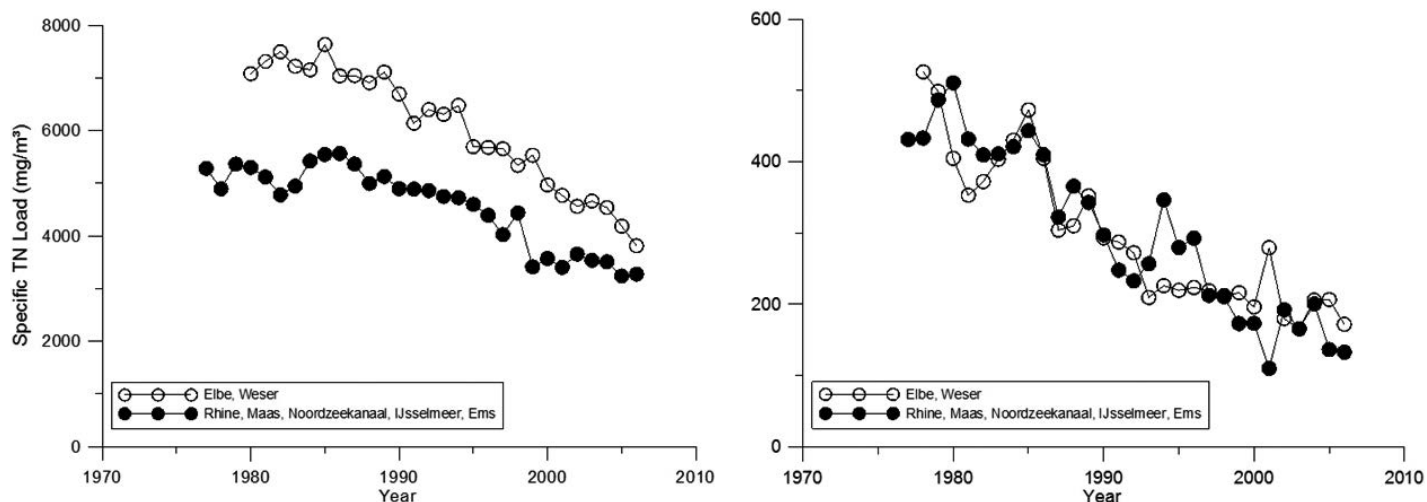 8000
6000
4000
2000
0
Specific TN Load (mg/m³)
Elbe, Weser
Rhine, Maas, Noordzeekanaal, IJsselmeer, Ems
1970 1980 1990 2000 2010
Year
600
400
200
0
Elbe, Weser
Rhine, Maas, Noordzeekanaal, IJsselmeer, Ems
1970 1980 1990 2000 2010
Year